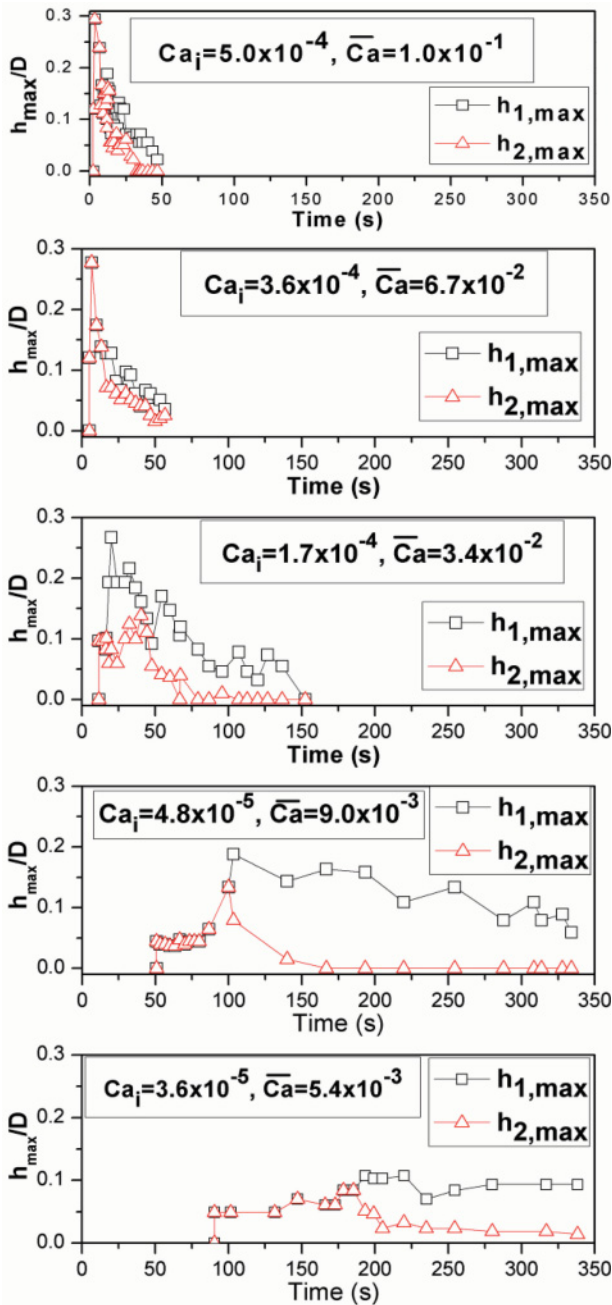 h_max/D
0.3
0.2
0.1
0.0
Ca_i=5.0x10^-4, C̅a̅=1.0x10^-1
h_1,max
h_2,max
0 50 100 150 200 250 300 350
Time (s)
h_max/D
0.3
0.2
0.1
0.0
Ca_i=3.6x10^-4, C̅a̅=6.7x10^-2
h_1,max
h_2,max
0 50 100 150 200 250 300 350
Time (s)
h_max/D
0.3
0.2
0.1
0.0
Ca_i=1.7x10^-4, C̅a̅=3.4x10^-2
h_1,max
h_2,max
0 50 100 150 200 250 300 350
Time (s)
h_max/D
0.3
0.2
0.1
0.0
Ca_i=4.8x10^-5, C̅a̅=9.0x10^-3
h_1,max
h_2,max
0 50 100 150 200 250 300 350
Time (s)
h_max/D
0.3
0.2
0.1
0.0
Ca_i=3.6x10^-5, C̅a̅=5.4x10^-3
h_1,max
h_2,max
0 50 100 150 200 250 300 350
Time (s)